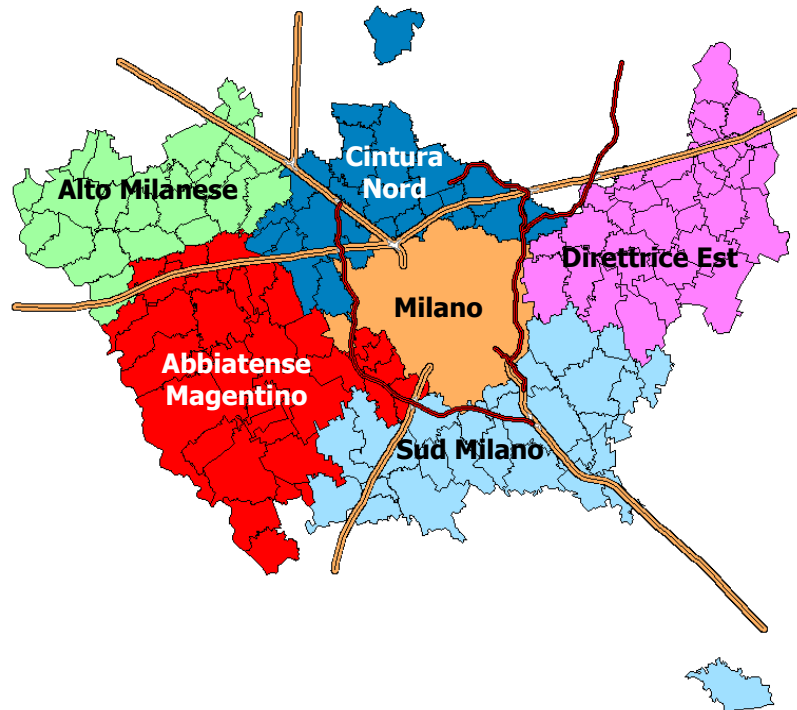 Cintura
Nord
Alto Milanese
Direttrice Est
Milano
Abbiatense
Magentino
Sud Milano